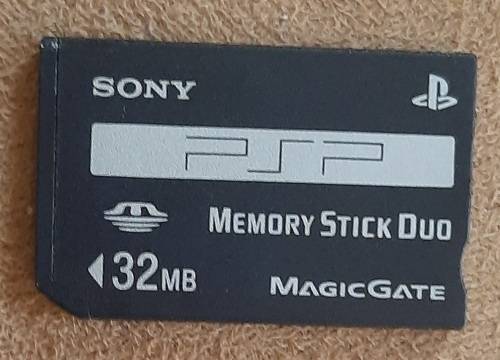 SONY
PSP
MEMORY STICK DUO
32MB
MAGICGATE